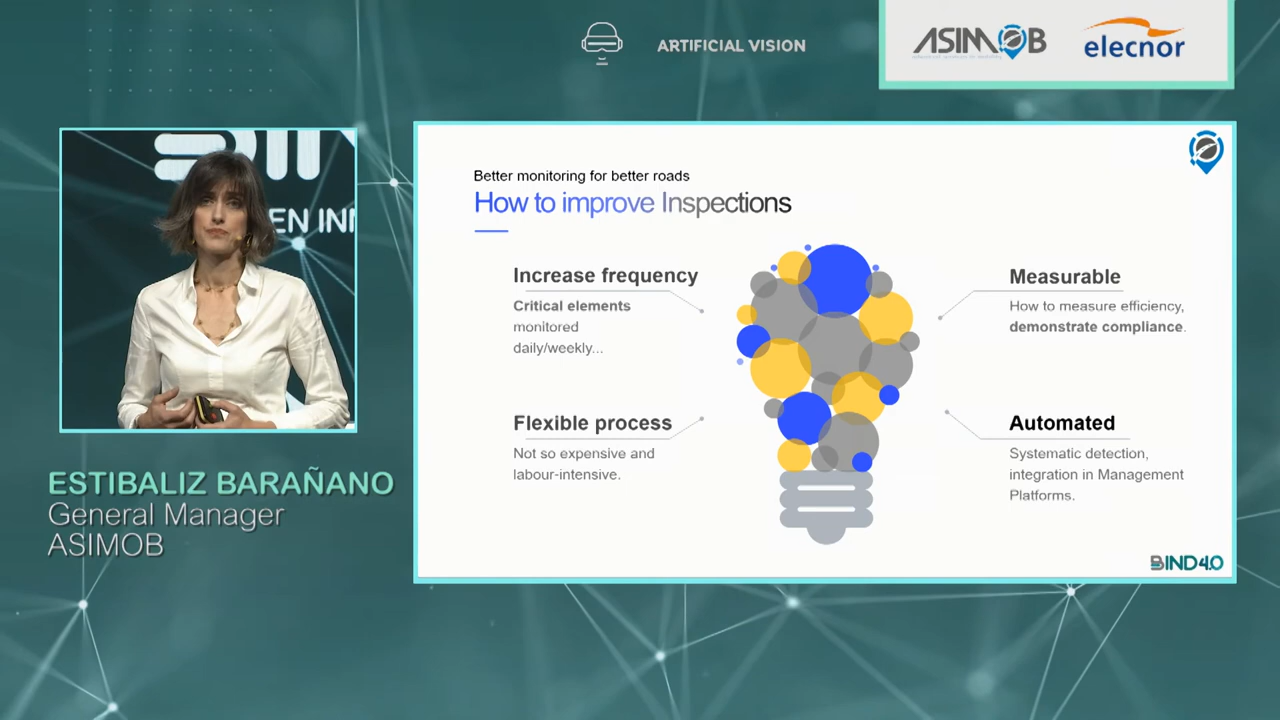 ARTIFICIAL VISION
ASIMOB
elecnor
EN INN
ESTIBALIZ BARAÑANO
General Manager
ASIMOB
Better monitoring for better roads
How to improve Inspections
Increase frequency
Critical elements
monitored
daily/weekly...
Flexible process
Not so expensive and
labour-intensive.
Measurable
How to measure efficiency,
demonstrate compliance.
Automated
Systematic detection,
integration in Management
Platforms.
BIND4.0